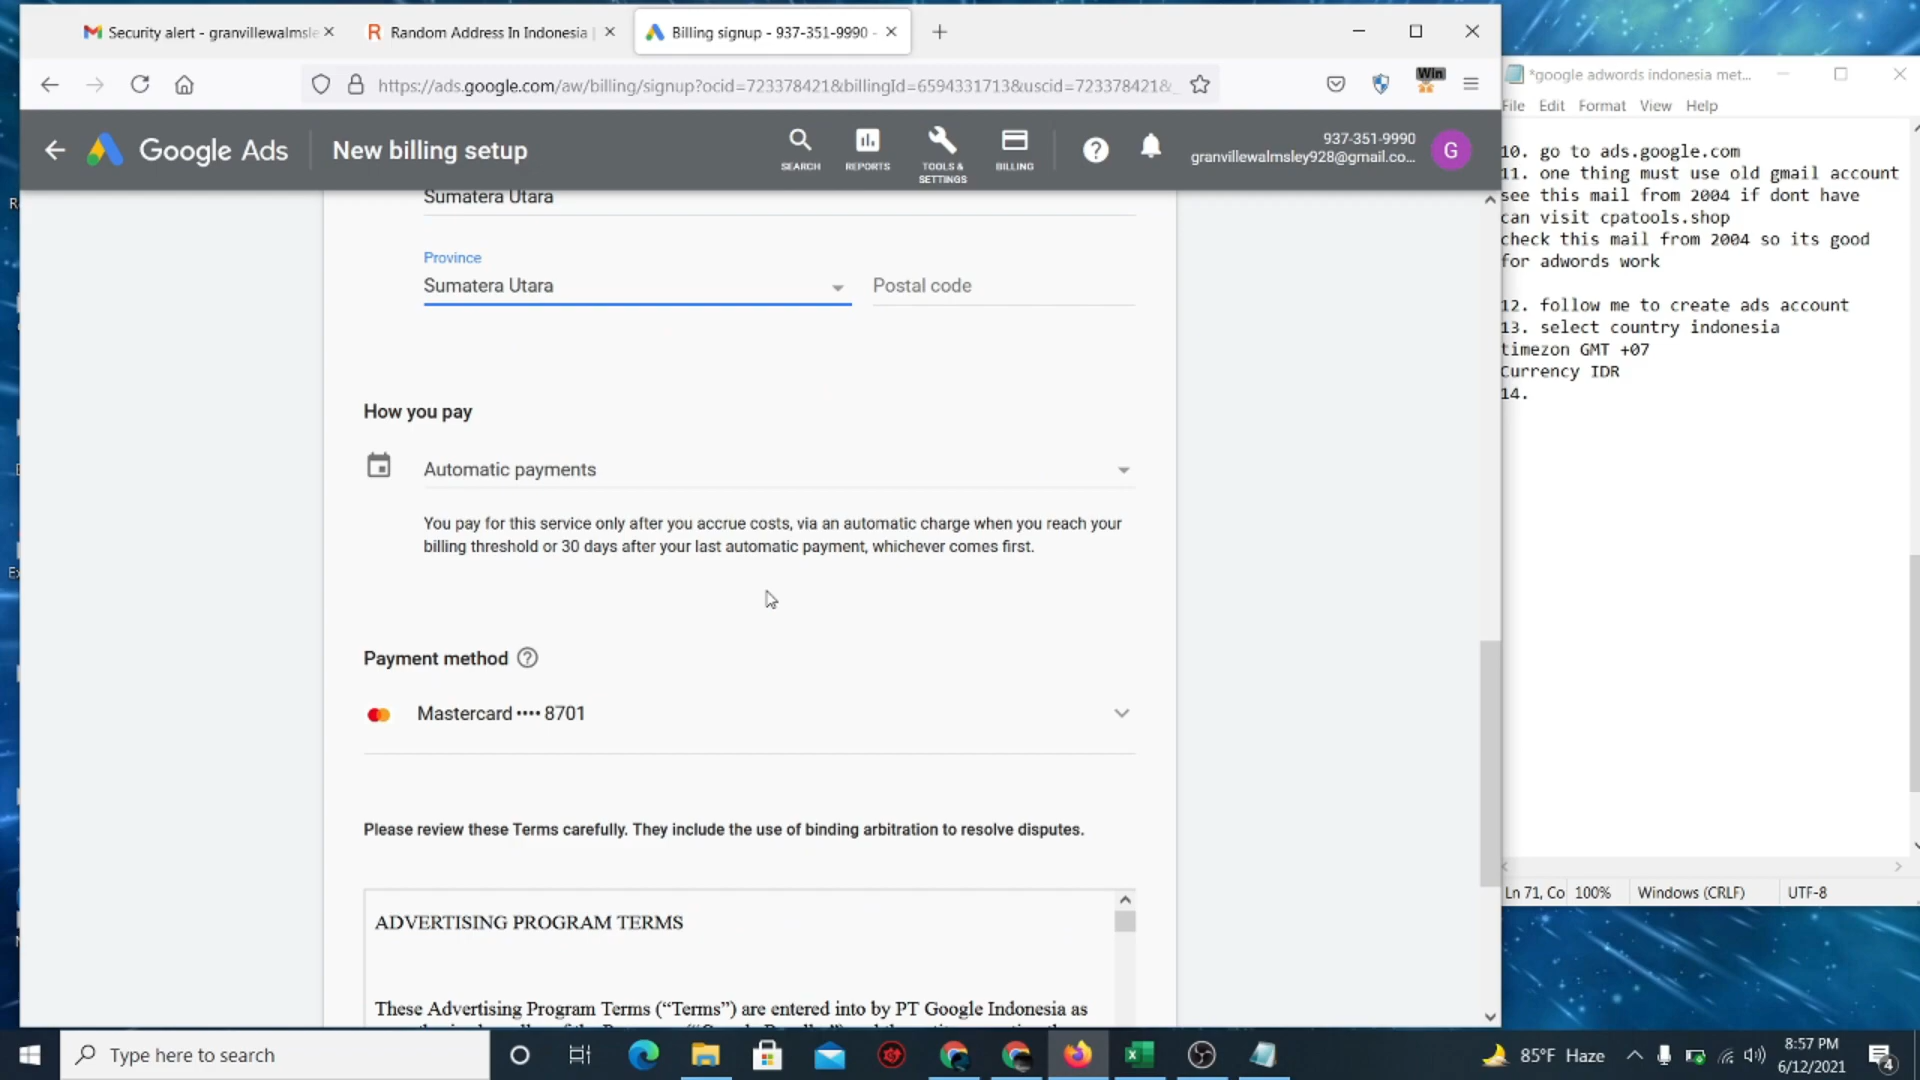 Security alert - granvillewalmsle
Random Address In Indonesia |
Billing signup - 937-351-9990 -
https://ads.google.com/aw/billing/signup?ocid=723378421&billingId=6594331713&uscid=723378421&
Win
Google Ads
New billing setup
SEARCH
REPORTS
TOOLS &
SETTINGS
BILLING
937-351-9990
granvillewalmsley928@gmail.co...
G
Sumatera Utara
Province
Sumatera Utara
Postal code
How you pay
Automatic payments
You pay for this service only after you accrue costs, via an automatic charge when you reach your
billing threshold or 30 days after your last automatic payment, whichever comes first.
Payment method
Mastercard •••• 8701
Please review these Terms carefully. They include the use of binding arbitration to resolve disputes.
ADVERTISING PROGRAM TERMS
These Advertising Program Terms (“Terms”) are entered into by PT Google Indonesia as
*google adwords indonesia met...
File Edit Format View Help
10. go to ads.google.com
11. one thing must use old gmail account
see this mail from 2004 if dont have
can visit cpatools.shop
check this mail from 2004 so its good
for adwords work
12. follow me to create ads account
13. select country indonesia
timezon GMT +07
Currency IDR
14.
Ln 71, Co
100%
Windows (CRLF)
UTF-8
Type here to search
85°F Haze
8:57 PM
6/12/2021
4